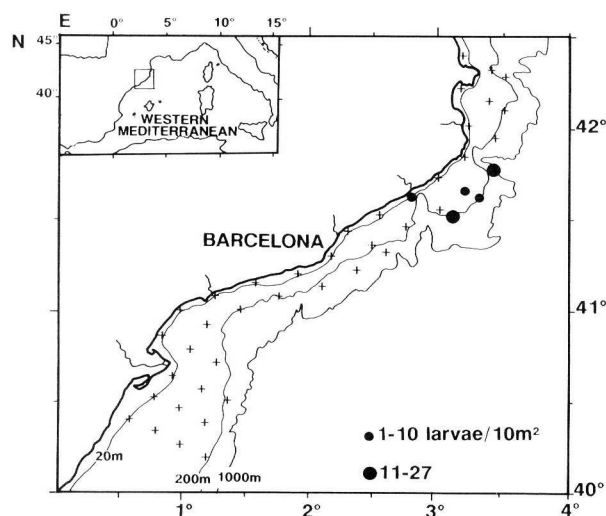 E
0° 5° 10° 15°
N
45°
40°
WESTERN
MEDITERRANEAN
42°
BARCELONA
41°
1-10 larvae/10m²
20m
200m
1000m
11-27
40°
1° 2° 3° 4°